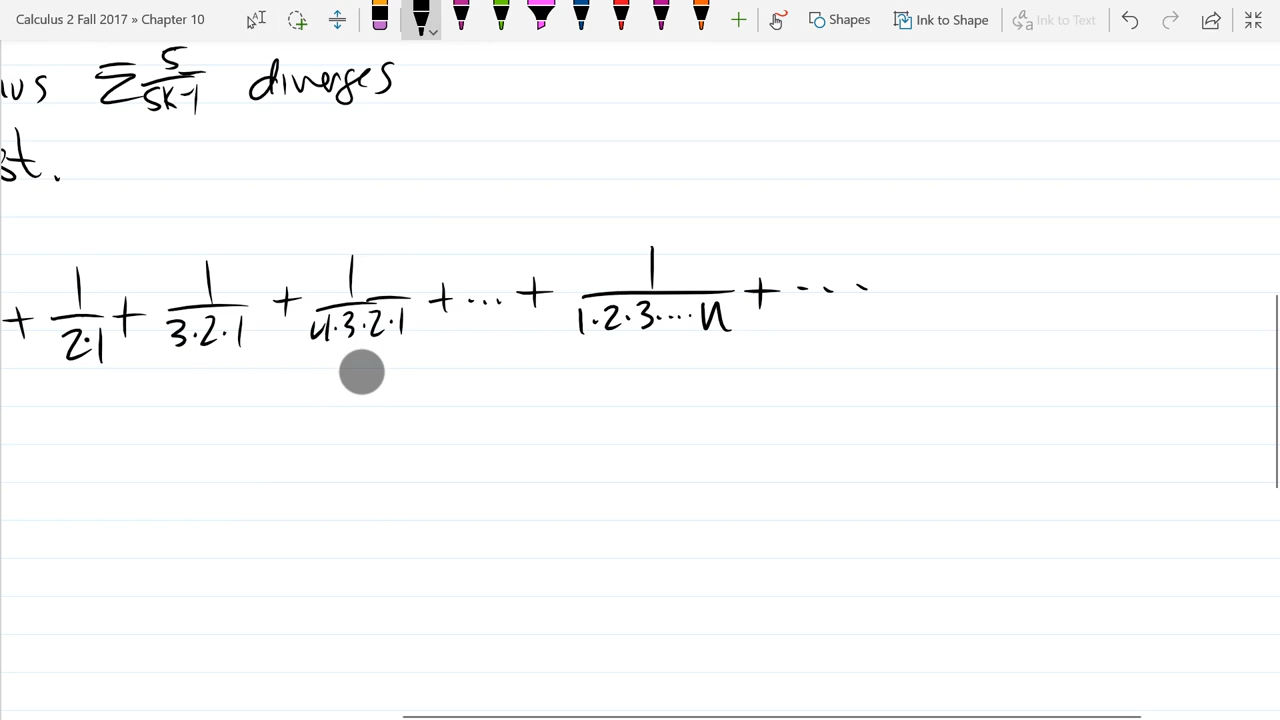 Calculus 2 Fall 2017 » Chapter 10 Shapes Ink to Shape Ink to Text
us Σ 5/(5k-1) diverges
st.
+ 1/(2·1) + 1/(3·2·1) + 1/(4·3·2·1) + ... + 1/(1·2·3·...·n) + ...